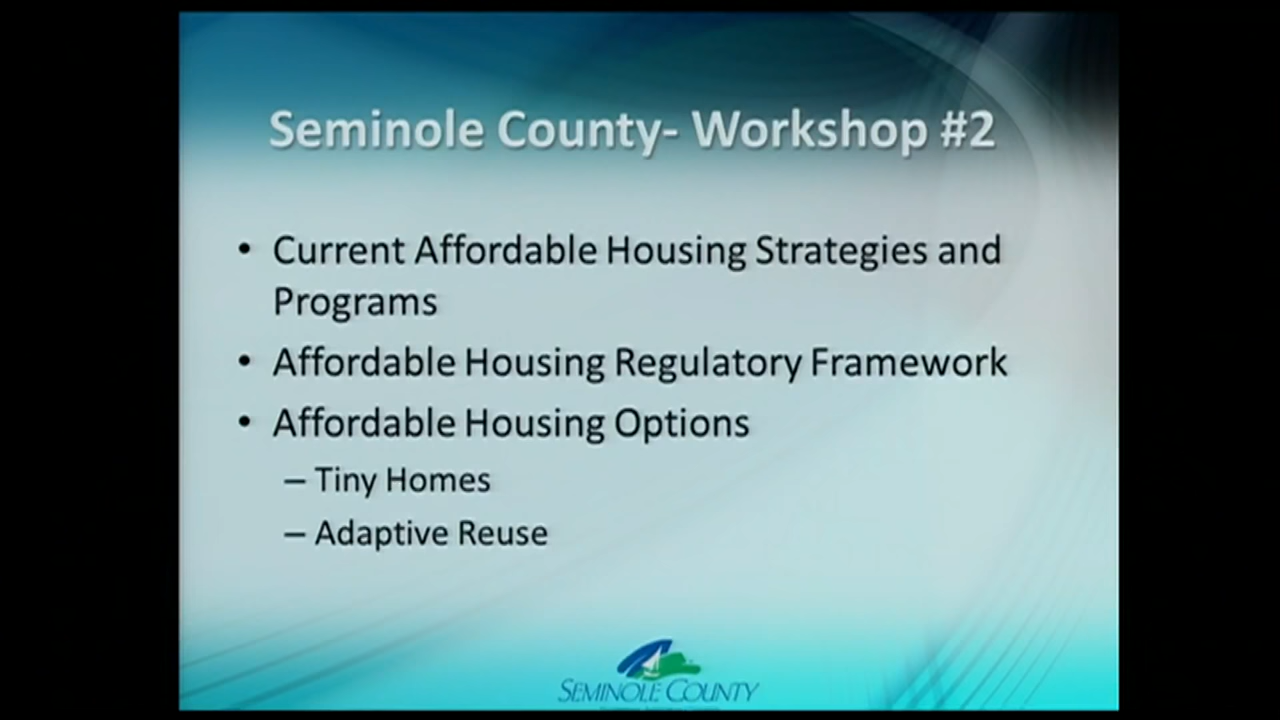 Seminole County- Workshop #2
• Current Affordable Housing Strategies and
Programs
• Affordable Housing Regulatory Framework
• Affordable Housing Options
– Tiny Homes
– Adaptive Reuse
SEMINOLE COUNTY